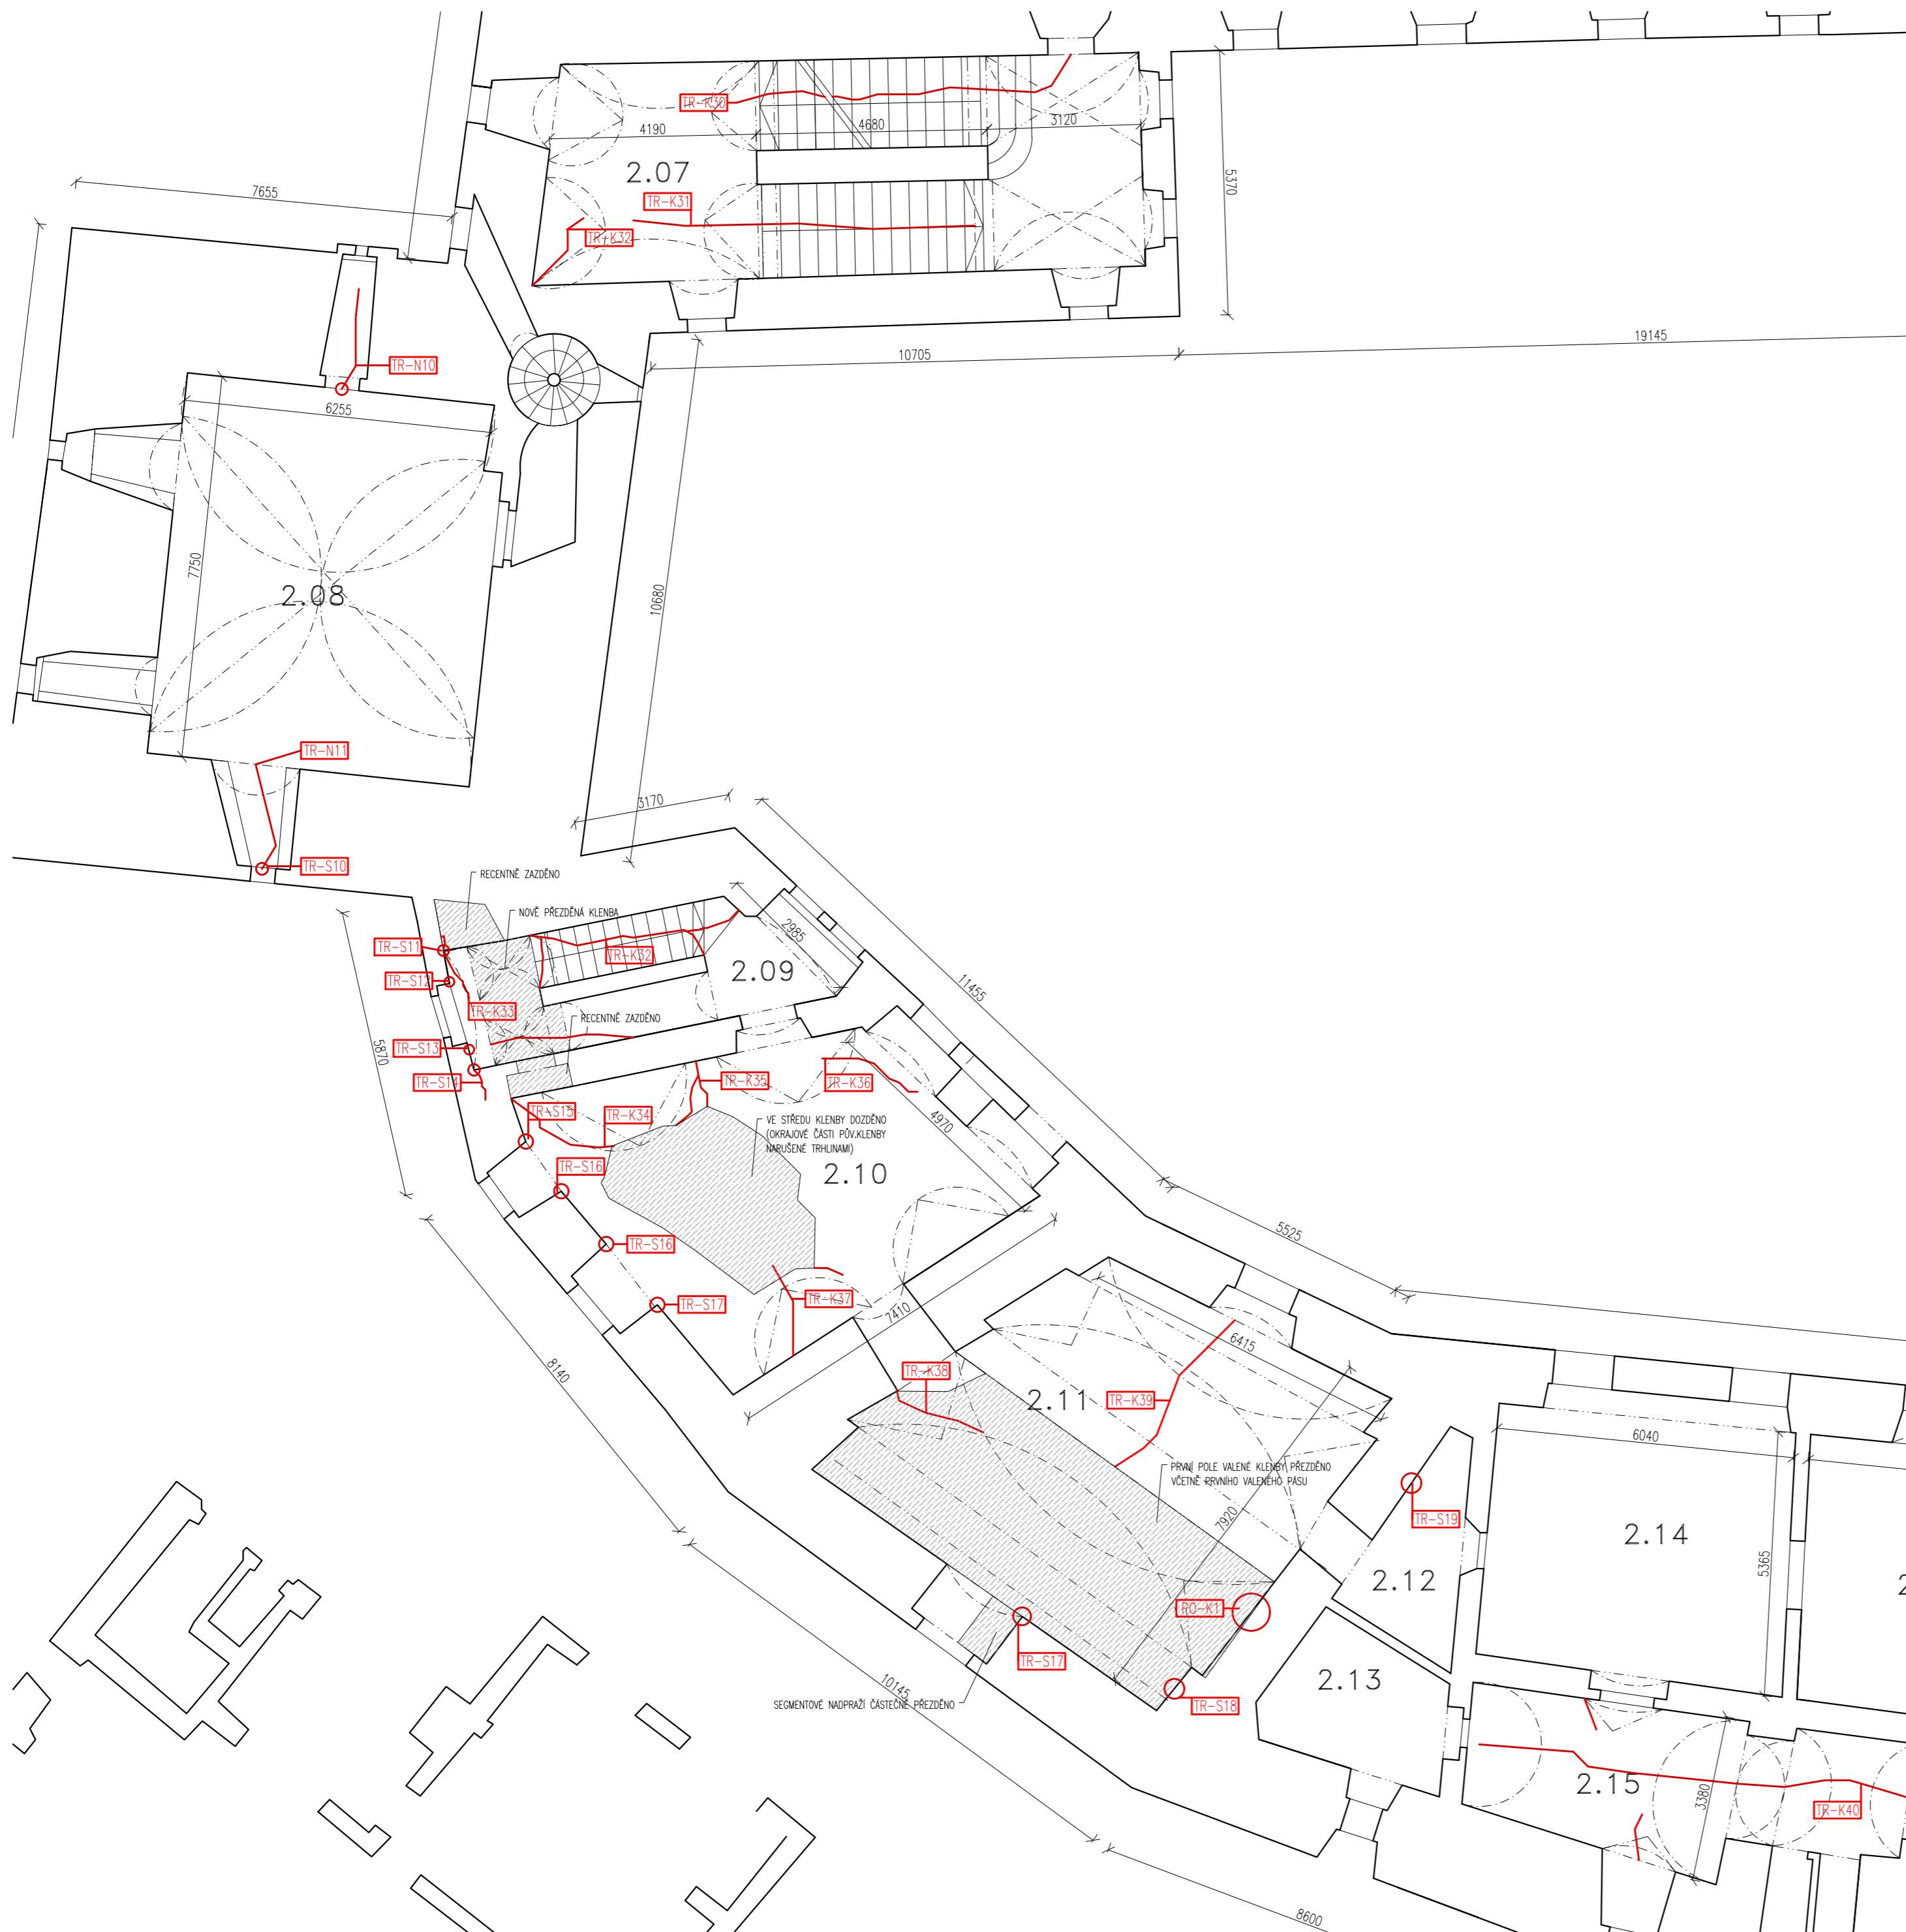 TR-K30
4190
4680
3120
2.07
5370
7655
TR-K31
TR-K32
10705
19145
TR-N10
6255
7750
2.08
10680
TR-N11
3170
TR-S10
RECENTNĚ ZAZDĚNO
NOVĚ PŘEZDĚNÁ KLENBA
2985
TR-S11
TR-K32
2.09
TR-S12
11455
TR-K33
RECENTNĚ ZAZDĚNO
5870
TR-S13
TR-S14
TR-K35
TR-K36
TR-S15
TR-K34
4970
VE STŘEDU KLENBY DOZDĚNO
(OKRAJOVÉ ČÁSTI PŮV.KLENBY
NARUŠENÉ TRHLINAMI)
2.10
TR-S16
TR-S16
5525
TR-S17
TR-K37
7410
6415
8140
TR-K38
2.11
TR-K39
6040
PRVNÍ POLE VALENÉ KLENBY PŘEZDĚNO
VČETNĚ PRVNÍHO VALENÉHO PÁSU
7920
TR-S19
2.14
5365
2.12
PO-K1
TR-S17
2.13
10145
SEGMENTOVÉ NADPRAŽÍ ČÁSTEČNĚ PŘEZDĚNO
TR-S18
2.15
3380
TR-K40
8600